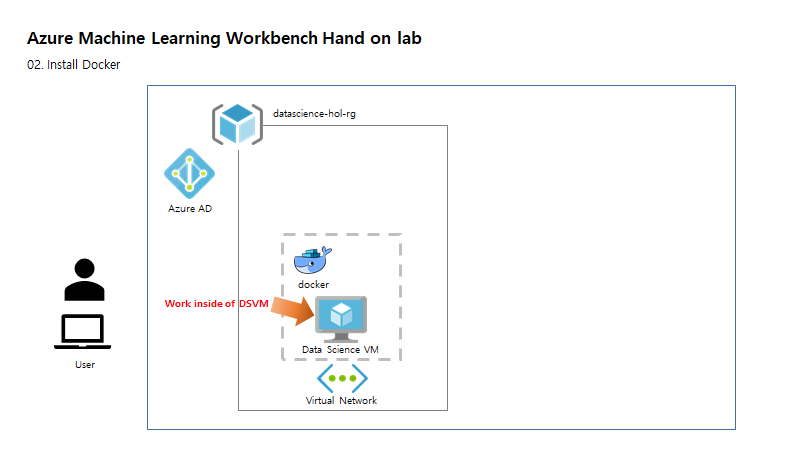 Azure Machine Learning Workbench Hand on lab
02. Install Docker
datascience-hol-rg
Azure AD
docker
Work inside of DSVM
Data Science VM
User
Virtual Network